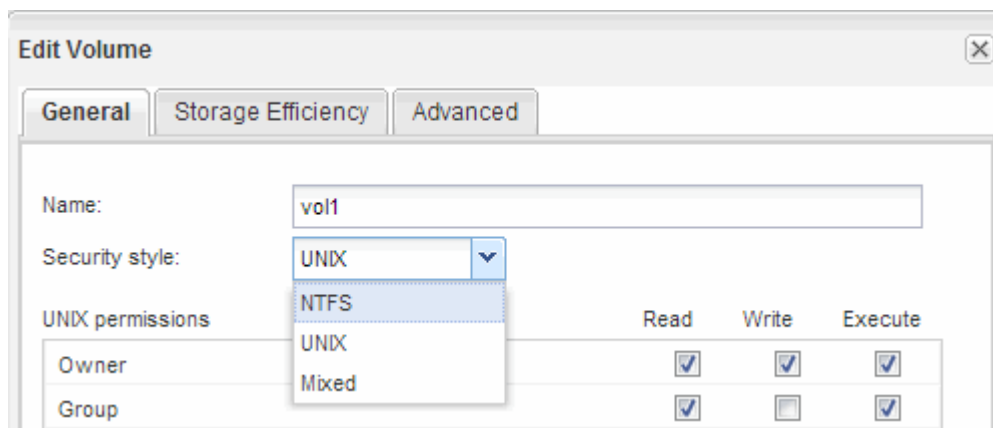 Edit Volume
General Storage Efficiency Advanced
Name: vol1
Security style: UNIX
NTFS
UNIX permissions Read Write Execute
UNIX
Owner
Mixed
Group